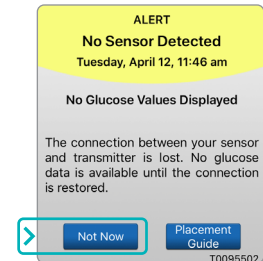 ALERT
No Sensor Detected
Tuesday, April 12, 11:46 am
No Glucose Values Displayed
The connection between your sensor
and transmitter is lost. No glucose
data is available until the connection
is restored.
Not Now
Placement
Guide
T0095502